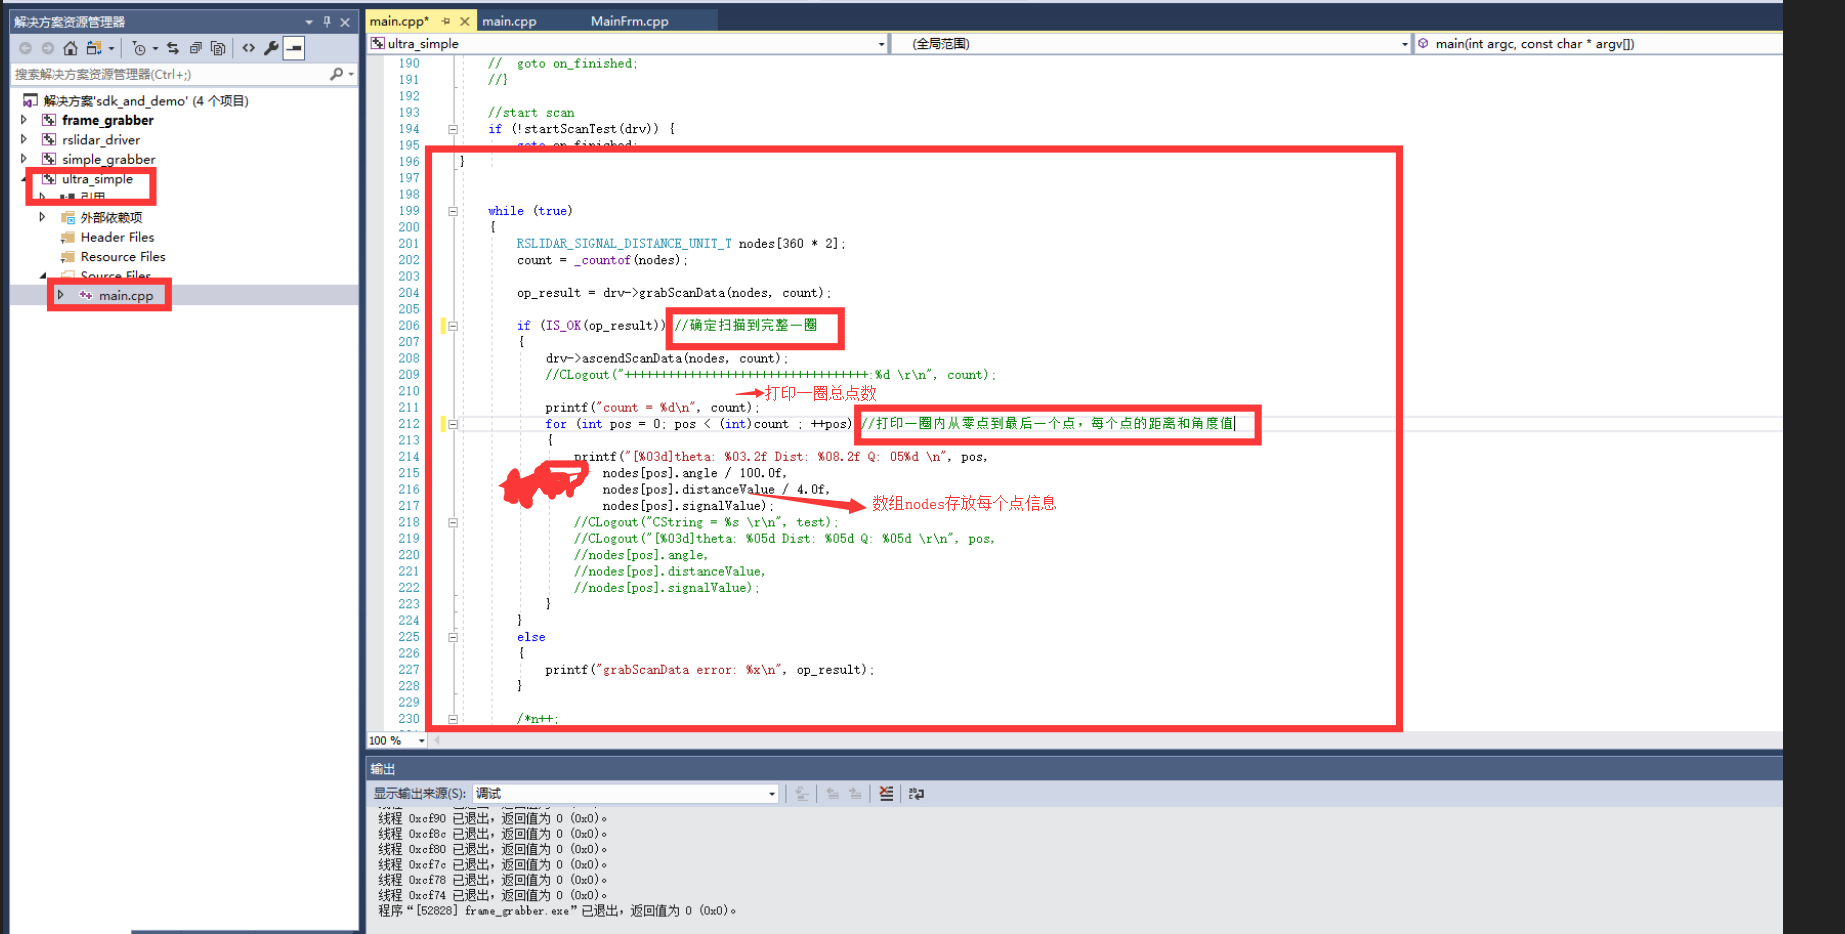 解决方案资源管理器
搜索解决方案资源管理器(Ctrl+;)
解决方案'sdk_and_demo' (4 个项目)
frame_grabber
rslidar_driver
simple_grabber
ultra_simple
引用
外部依赖项
Header Files
Resource Files
Source Files
main.cpp
main.cpp*
main.cpp
MainFrm.cpp
ultra_simple
(全局范围)
main(int argc, const char * argv[])
190 // goto on_finished;
191 //}
192
193 //start scan
194 if (!startScanTest(drv)) {
195 goto on_finished;
196 }
197
198
199 while (true)
200 {
201 RSLIDAR_SIGNAL_DISTANCE_UNIT_T nodes[360 * 2];
202 count = _countof(nodes);
203
204 op_result = drv->grabScanData(nodes, count);
205
206 if (IS_OK(op_result)) //确定扫描到完整一圈
207 {
208 drv->ascendScanData(nodes, count);
209 //CLogout("++++++++++++++++++++++++++++++++++:%d \r\n", count);
210 打印一圈总点数
211 printf("count = %d\n", count);
212 for (int pos = 0; pos < (int)count ; ++pos) //打印一圈内从零点到最后一个点，每个点的距离和角度值
213 {
214 printf("[%03d]theta: %03.2f Dist: %08.2f Q: 05%d \n", pos,
215 nodes[pos].angle / 100.0f,
216 nodes[pos].distanceValue / 4.0f,
217 nodes[pos].signalValue); 数组nodes存放每个点信息
218 //CLogout("CString = %s \r\n", test);
219 //CLogout("[%03d]theta: %05d Dist: %05d Q: %05d \r\n", pos,
220 //nodes[pos].angle,
221 //nodes[pos].distanceValue,
222 //nodes[pos].signalValue);
223 }
224 }
225 else
226 {
227 printf("grabScanData error: %x\n", op_result);
228 }
229
230 /*n++;
100 %
输出
显示输出来源(S): 调试
线程 0xcf90 已退出，返回值为 0 (0x0)。
线程 0xcf8c 已退出，返回值为 0 (0x0)。
线程 0xcf80 已退出，返回值为 0 (0x0)。
线程 0xcf7c 已退出，返回值为 0 (0x0)。
线程 0xcf78 已退出，返回值为 0 (0x0)。
线程 0xcf74 已退出，返回值为 0 (0x0)。
程序“[52828] frame_grabber.exe”已退出，返回值为 0 (0x0)。